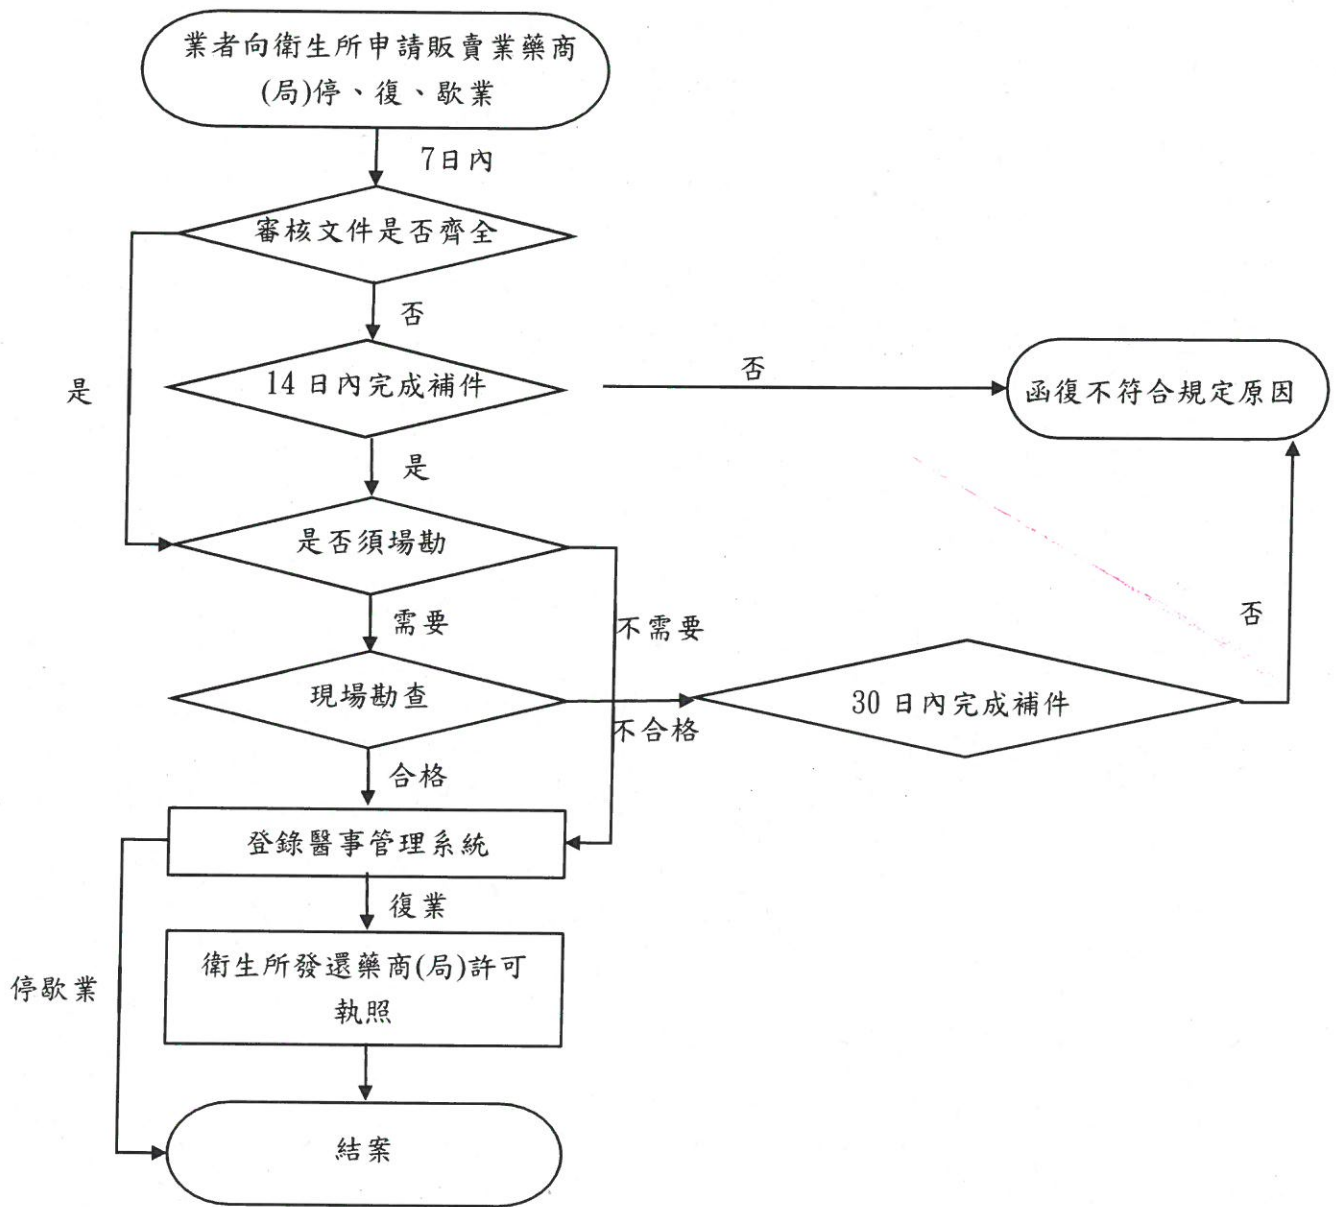 業者向衛生所申請販賣業藥商
(局)停、復、歇業
7日內
審核文件是否齊全
否
是
14 日內完成補件
否
函復不符合規定原因
是
是否須場勘
需要
不需要
否
現場勘查
不合格
30 日內完成補件
合格
登錄醫事管理系統
復業
停歇業
衛生所發還藥商(局)許可
執照
結案